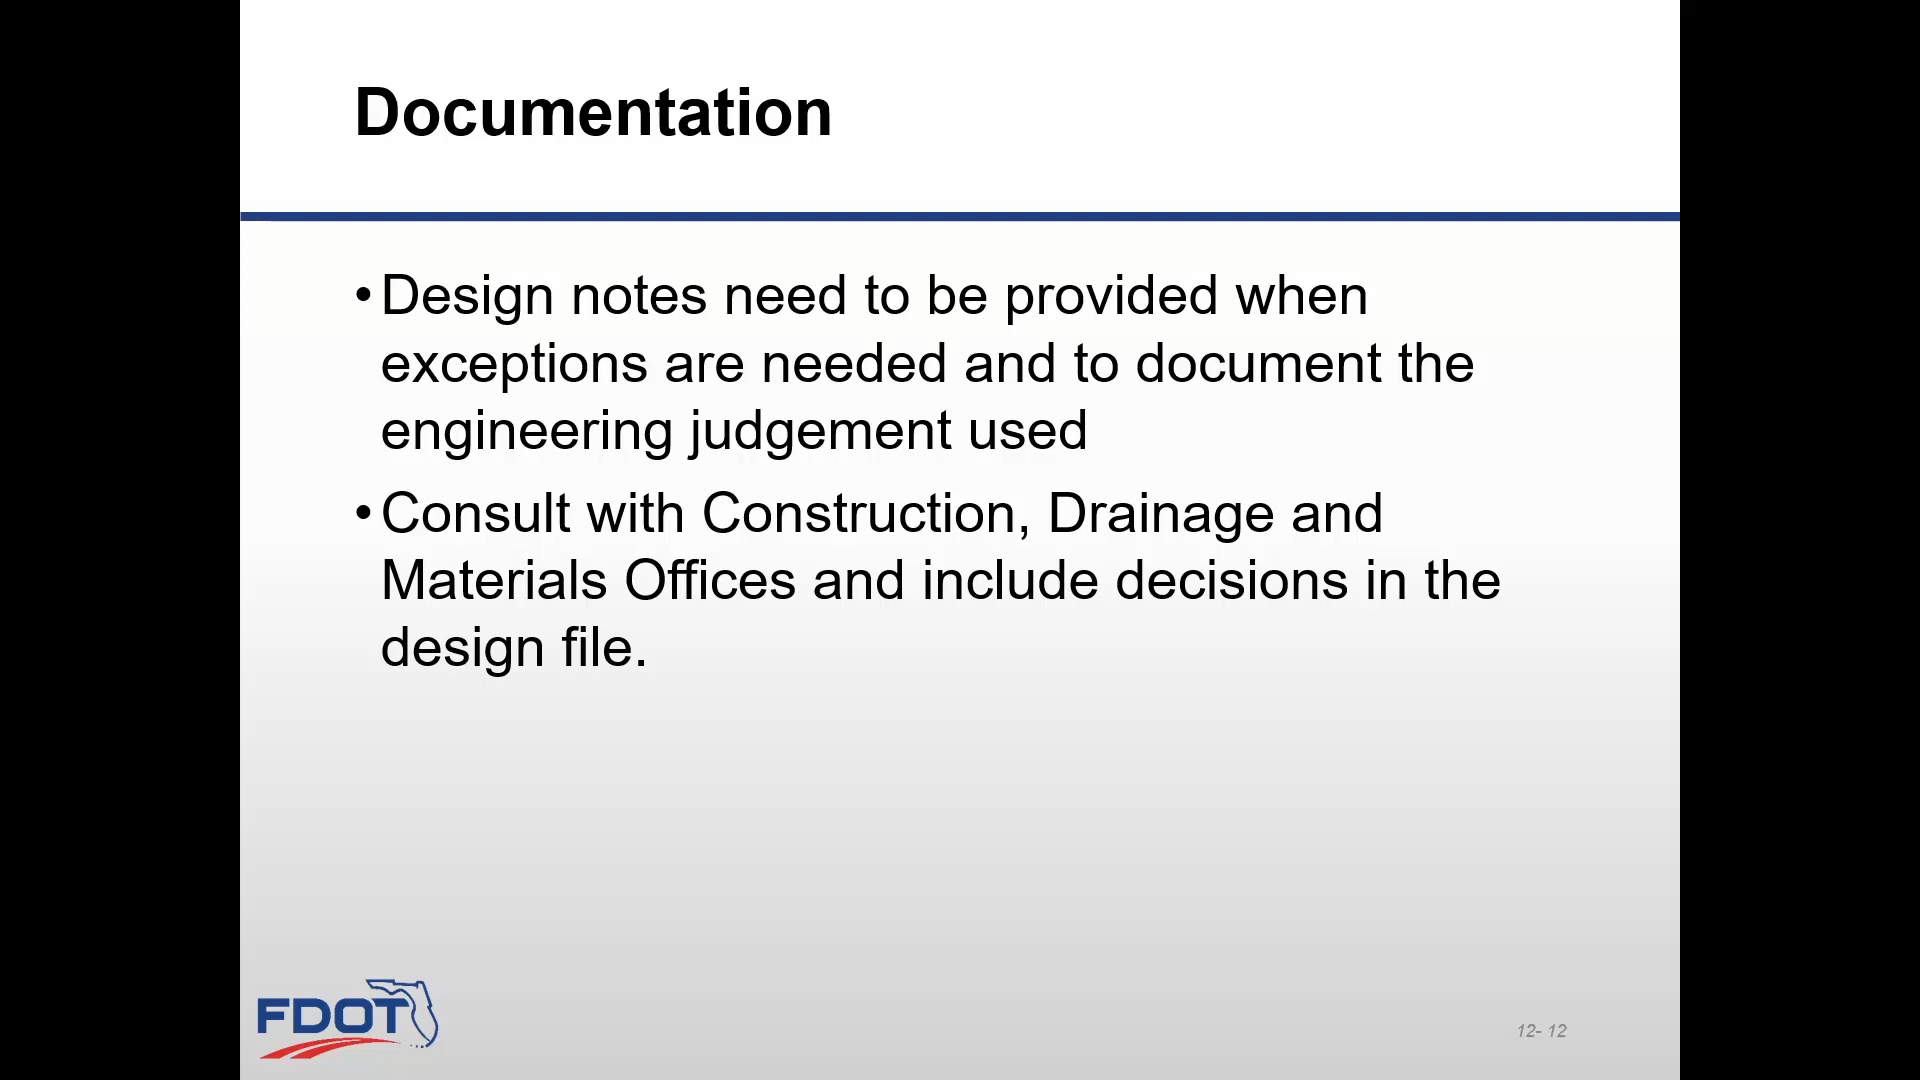 Documentation
•Design notes need to be provided when
exceptions are needed and to document the
engineering judgement used
•Consult with Construction, Drainage and
Materials Offices and include decisions in the
design file.
FDOT
12- 12